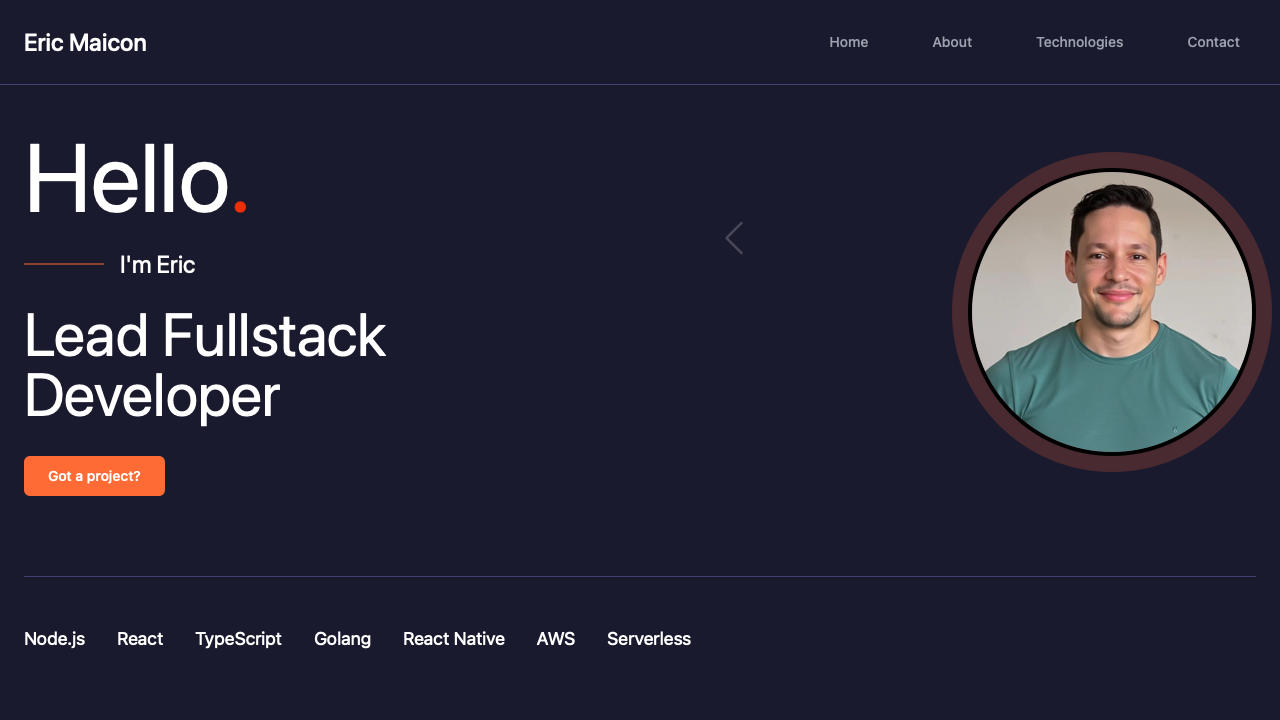 Eric Maicon
Home About Technologies Contact
Hello.
I'm Eric
Lead Fullstack
Developer
Got a project?
Node.js React TypeScript Golang React Native AWS Serverless